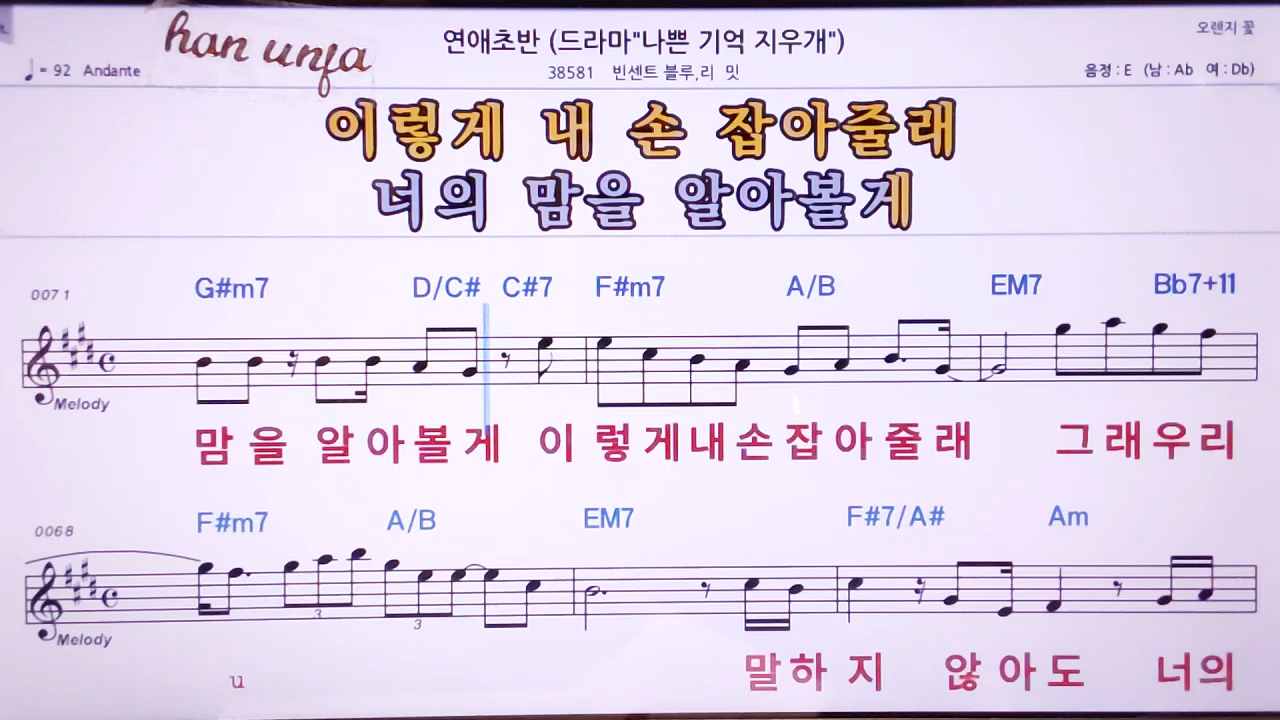 han unja
연애초반 (드라마"나쁜 기억 지우개")
오렌지 꽃
♩ = 92 Andante
38581 빈센트 블루,리 밋
음정 : E (남 : Ab 여 : Db)
이렇게 내 손 잡아줄래
너의 맘을 알아볼게
0071
G#m7 D/C# C#7 F#m7 A/B EM7 Bb7+11
Melody
맘 을 알 아 볼 게 이 렇 게 내 손 잡 아 줄 래 그 래 우 리
0068
F#m7 A/B EM7 F#7/A# Am
3
3
Melody
u 말 하 지 않 아 도 너 의